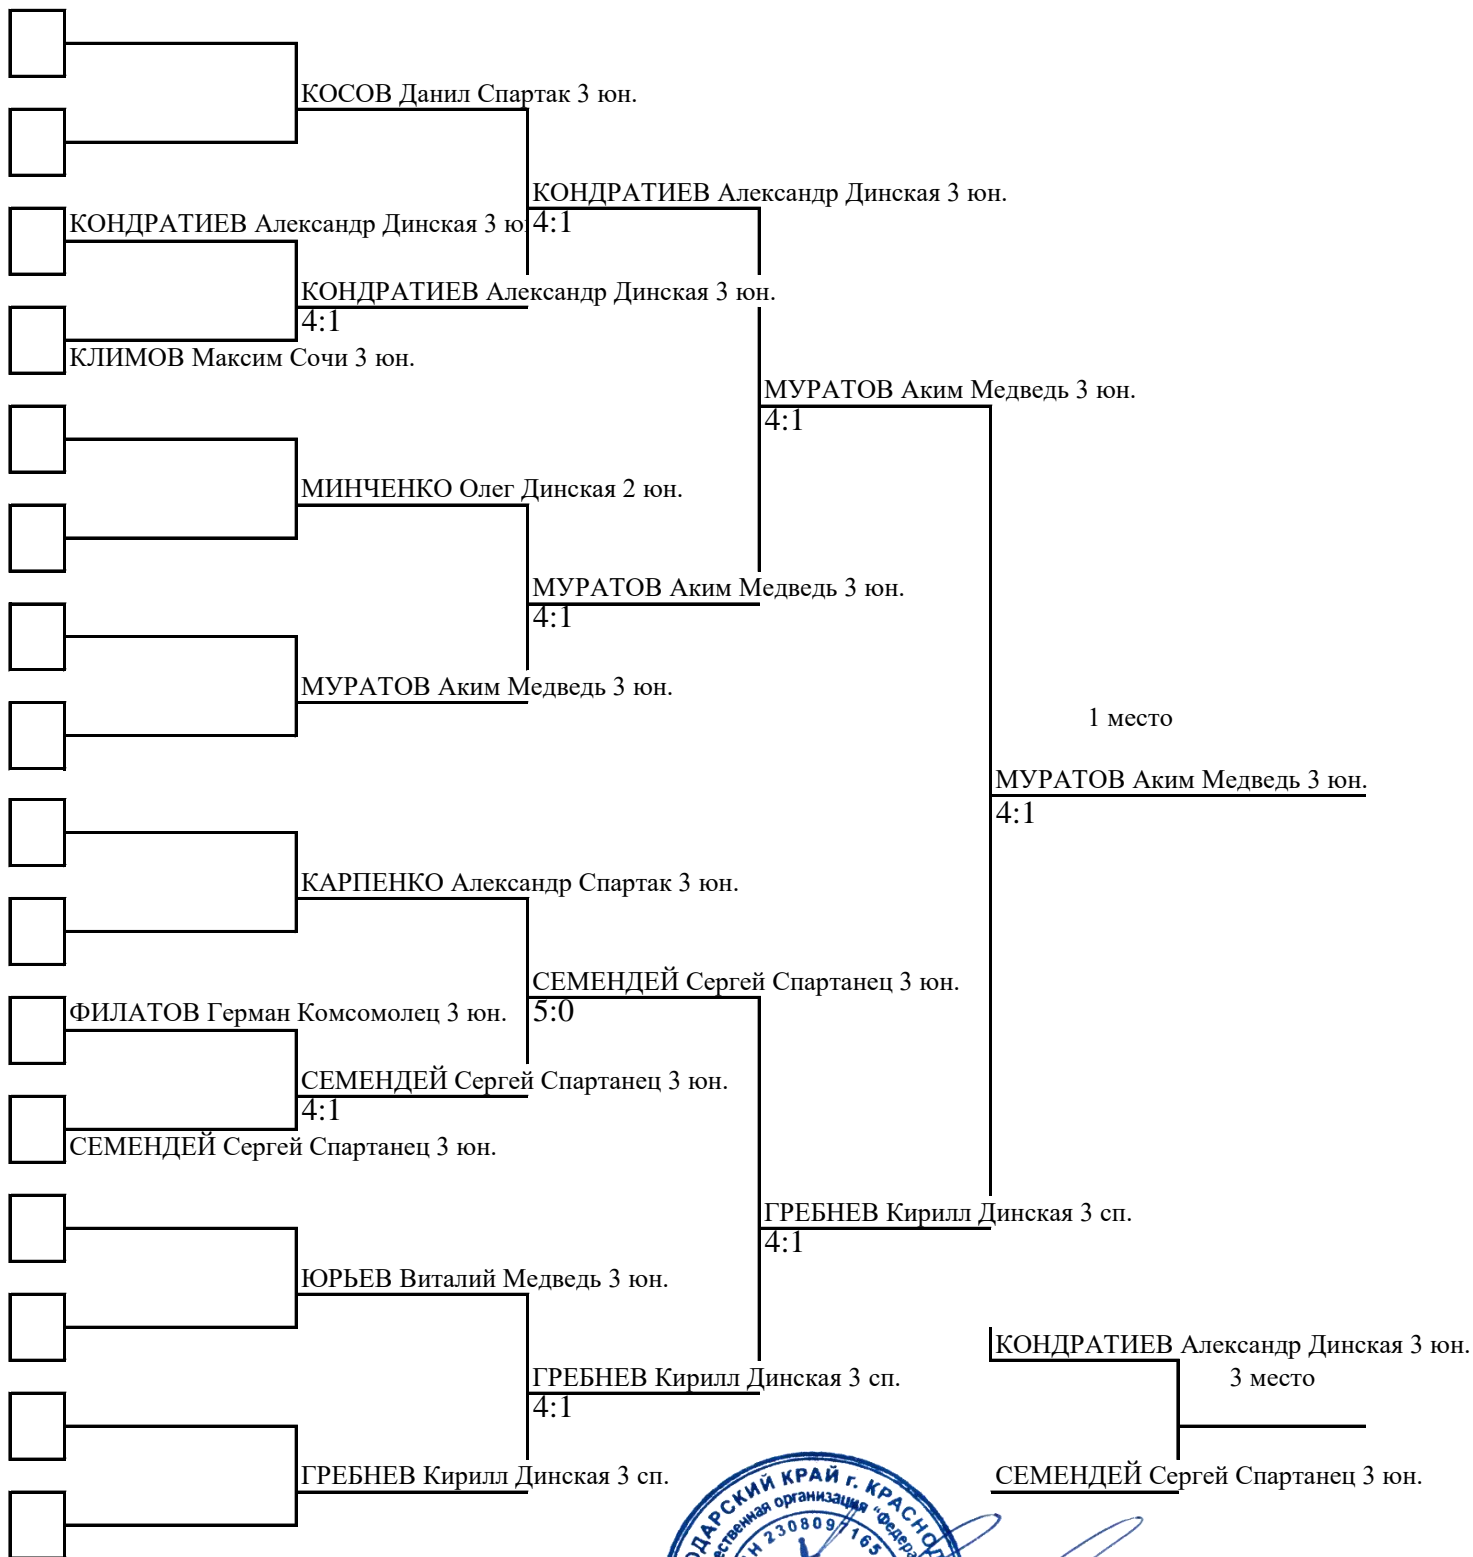 КОСОВ Данил Спартак 3 юн.
КОНДРАТИЕВ Александр Динская 3 юн.
4:1
КОНДРАТИЕВ Александр Динская 3
КОНДРАТИЕВ Александр Динская 3 юн.
4:1
КЛИМОВ Максим Сочи 3 юн.
МУРАТОВ Аким Медведь 3 юн.
4:1
МИНЧЕНКО Олег Динская 2 юн.
МУРАТОВ Аким Медведь 3 юн.
4:1
МУРАТОВ Аким Медведь 3 юн.
1 место
МУРАТОВ Аким Медведь 3 юн.
4:1
КАРПЕНКО Александр Спартак 3 юн.
СЕМЕНДЕЙ Сергей Спартанец 3 юн.
5:0
ФИЛАТОВ Герман Комсомолец 3 юн.
СЕМЕНДЕЙ Сергей Спартанец 3 юн.
4:1
СЕМЕНДЕЙ Сергей Спартанец 3 юн.
ГРЕБНЕВ Кирилл Динская 3 сп.
4:1
ЮРЬЕВ Виталий Медведь 3 юн.
КОНДРАТИЕВ Александр Динская 3 юн.
3 место
ГРЕБНЕВ Кирилл Динская 3 сп.
4:1
ГРЕБНЕВ Кирилл Динская 3 сп.
СЕМЕНДЕЙ Сергей Спартанец 3 юн.
КРАЙ г.
организация
2308097165